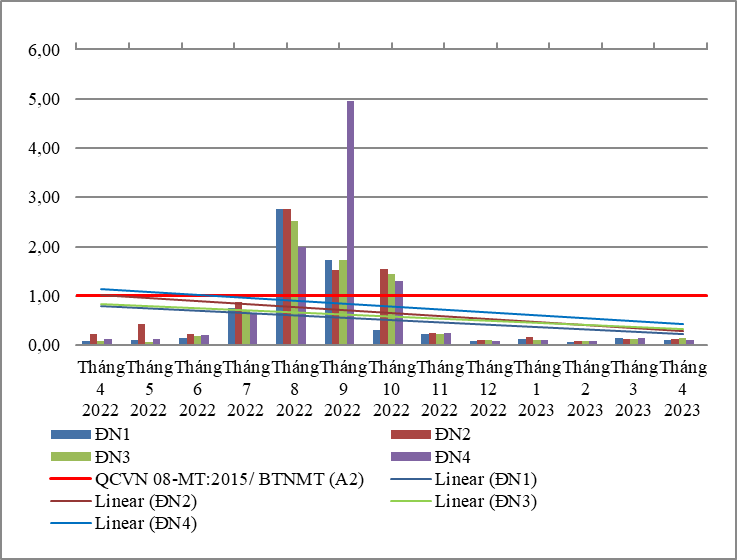 6,00
5,00
4,00
3,00
2,00
1,00
0,00
Tháng Tháng Tháng Tháng Tháng Tháng Tháng Tháng Tháng Tháng Tháng Tháng Tháng
4 5 6 7 8 9 10 11 12 1 2 3 4
2022 2022 2022 2022 2022 2022 2022 2022 2022 2023 2023 2023 2023
ĐN1 ĐN2
ĐN3 ĐN4
QCVN 08-MT:2015/ BTNMT (A2) Linear (ĐN1)
Linear (ĐN2) Linear (ĐN3)
Linear (ĐN4)